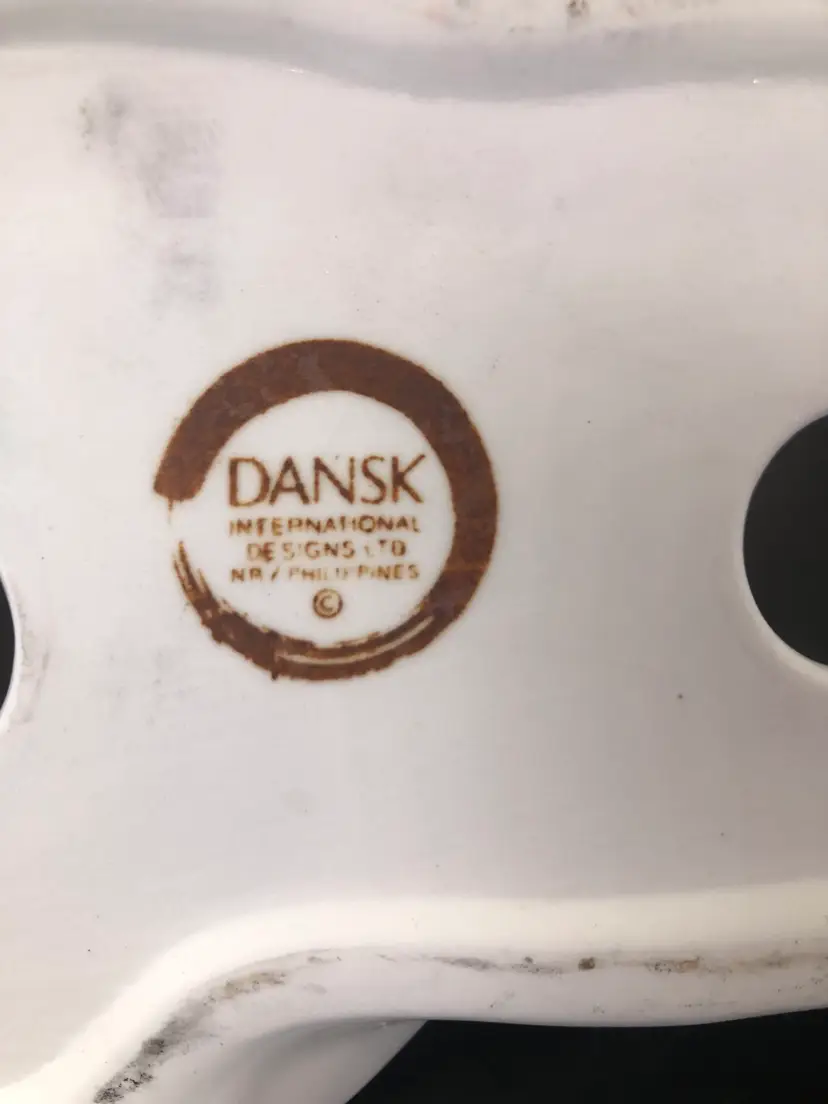 DANSK
INTERNATIONAL
DESIGNS LTD
NR / PHILIPPINES
©